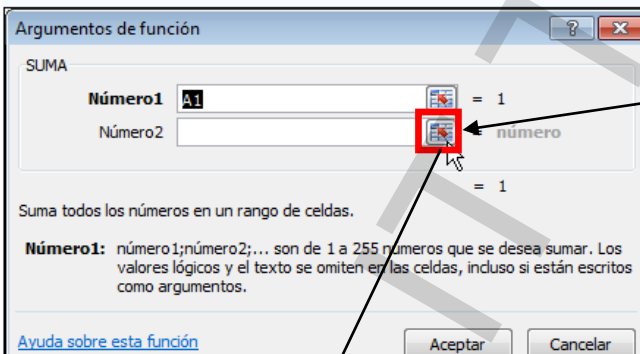 Argumentos de función
SUMA
Número1 A1 = 1
Número2 = número
= 1
Suma todos los números en un rango de celdas.
Número1: número1;número2;... son de 1 a 255 números que se desea sumar. Los
valores lógicos y el texto se omiten en las celdas, incluso si están escritos
como argumentos.
Ayuda sobre esta función
Aceptar Cancelar